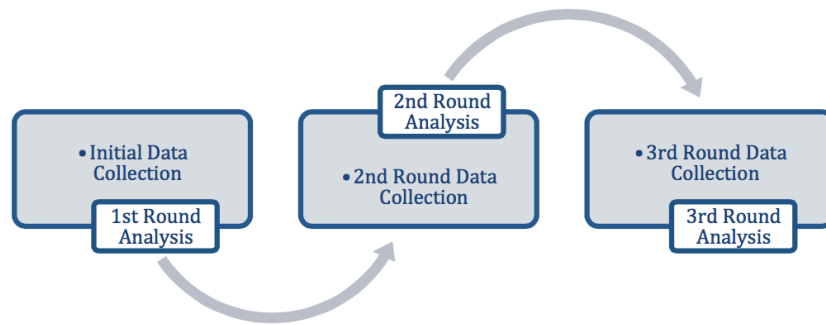 • Initial Data
Collection
1st Round
Analysis
2nd Round
Analysis
• 2nd Round Data
Collection
• 3rd Round Data
Collection
3rd Round
Analysis